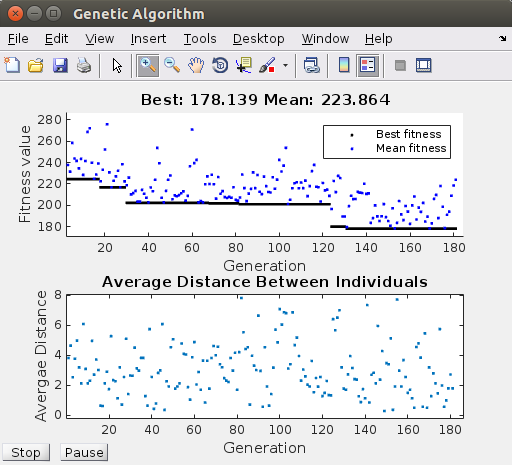 Genetic Algorithm
File Edit View Insert Tools Desktop Window Help
Best: 178.139 Mean: 223.864
280
260
240
220
200
180
Fitness value
Best fitness
Mean fitness
20 40 60 80 100 120 140 160 180
Generation
Average Distance Between Individuals
8
6
4
2
0
Avergae Distance
20 40 60 80 100 120 140 160 180
Generation
Stop Pause